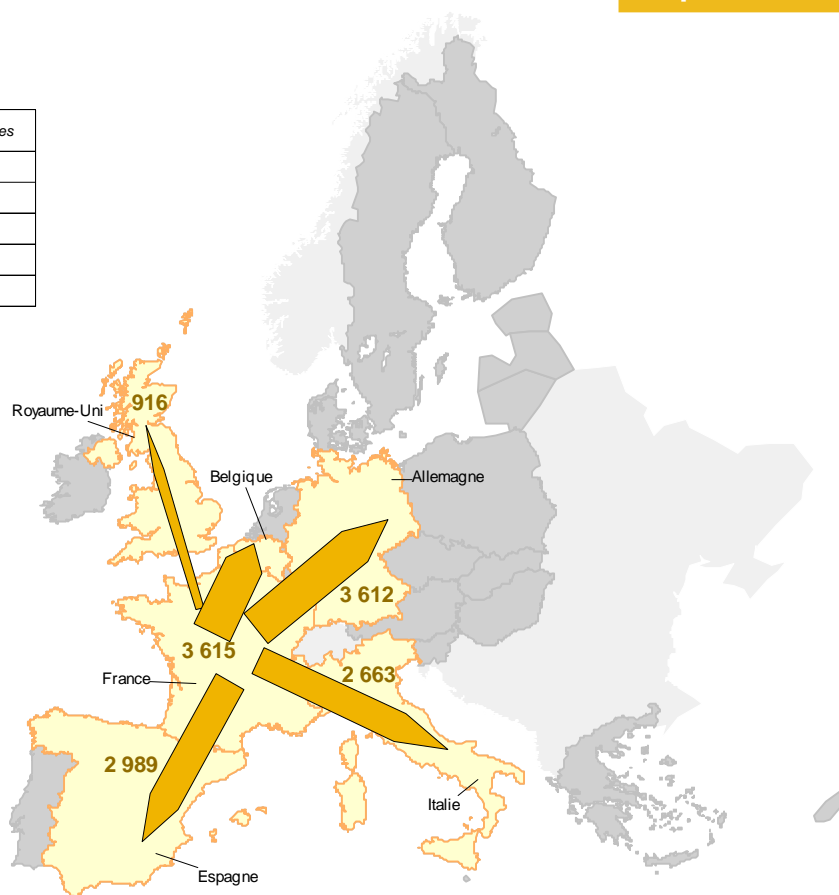 es
916
Royaume-Uni
Belgique
Allemagne
3 612
3 615
2 663
France
2 989
Italie
Espagne